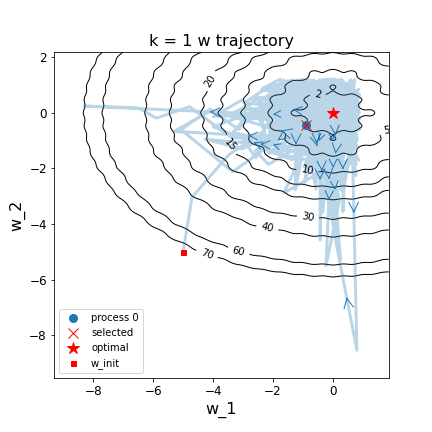 k = 1 w trajectory
2
0
−2
−4
−6
−8
w_2
20
2
5
15
10
30
40
60
70
process 0
selected
optimal
w_init
−8
−6
−4
−2
0
w_1